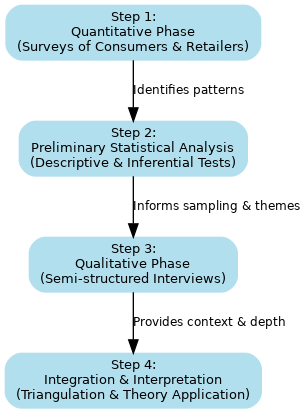 Step 1:
Quantitative Phase
(Surveys of Consumers & Retailers)
Identifies patterns
Step 2:
Preliminary Statistical Analysis
(Descriptive & Inferential Tests)
Informs sampling & themes
Step 3:
Qualitative Phase
(Semi-structured Interviews)
Provides context & depth
Step 4:
Integration & Interpretation
(Triangulation & Theory Application)